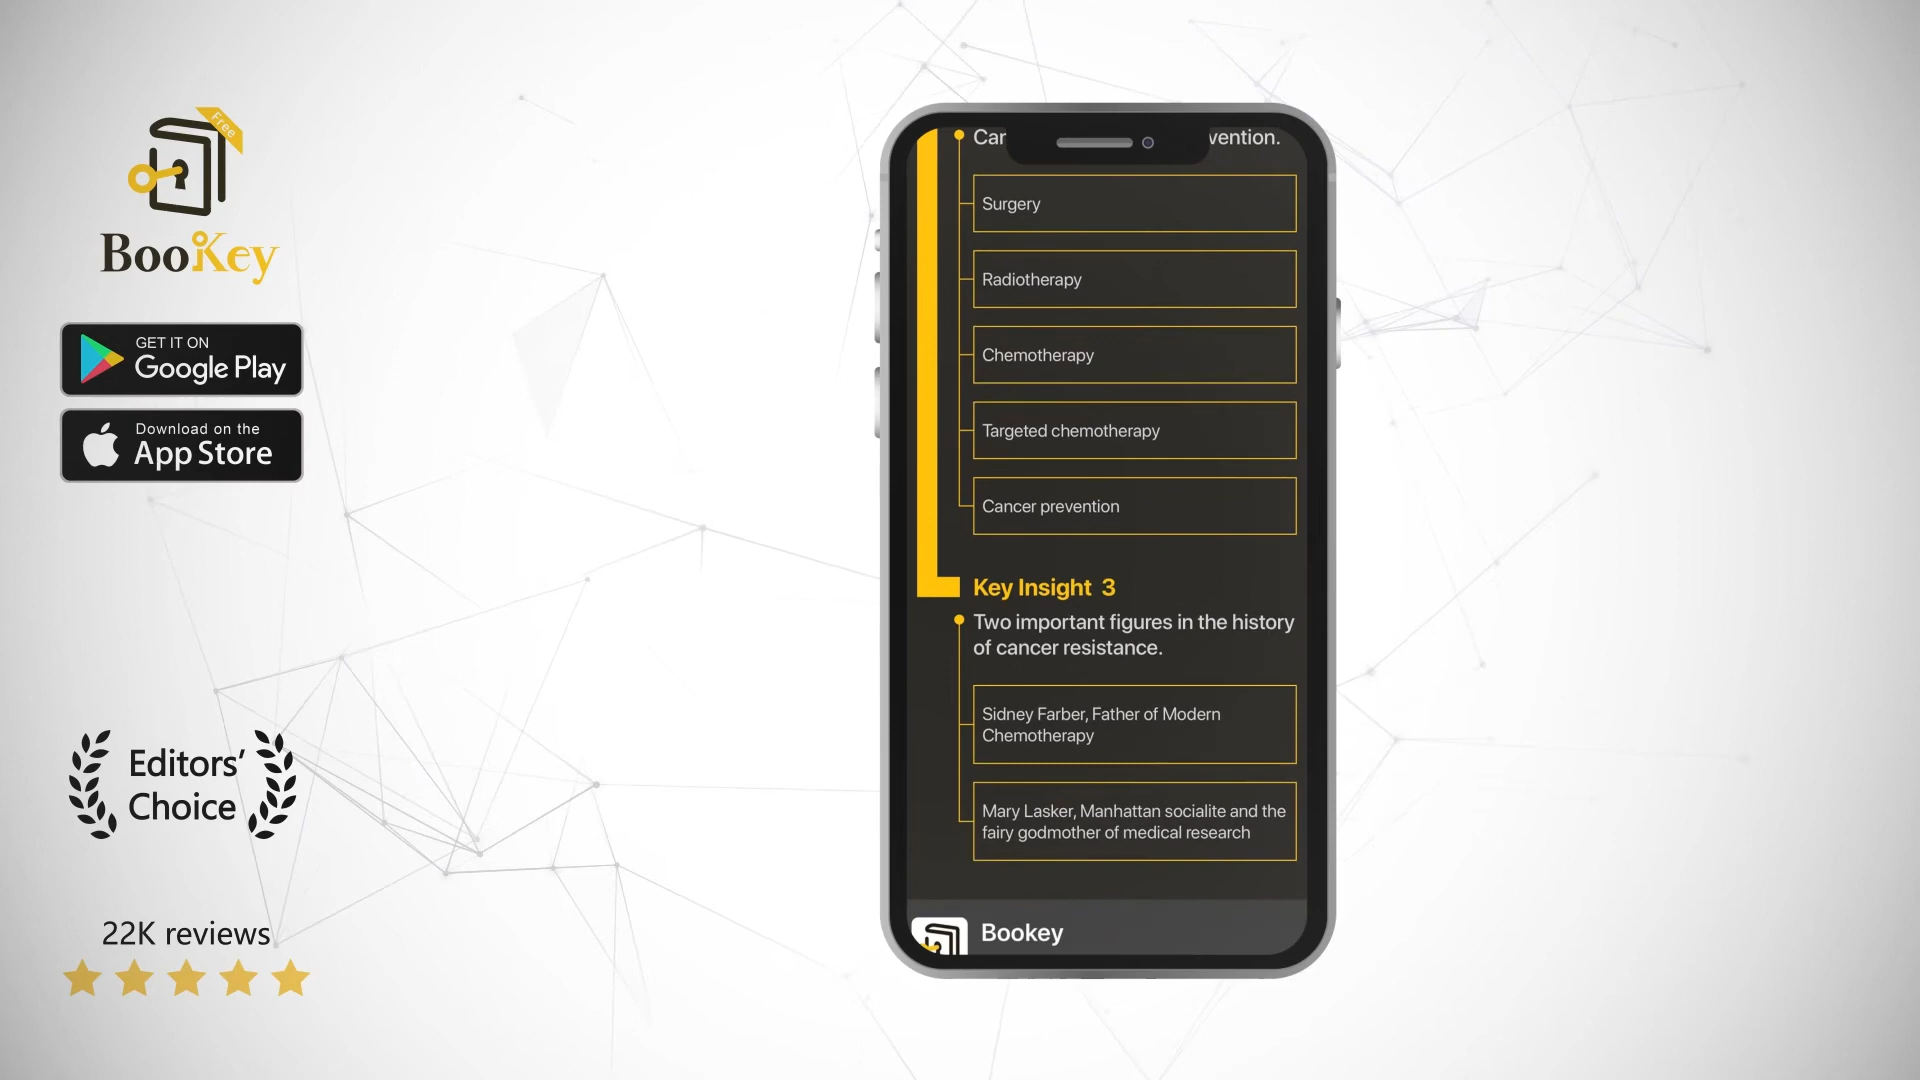 Free
BooKey
GET IT ON
Google Play
Download on the
App Store
Editors'
Choice
22K reviews
vention.
Surgery
Radiotherapy
Chemotherapy
Targeted chemotherapy
Cancer prevention
Key Insight 3
Two important figures in the history
of cancer resistance.
Sidney Farber, Father of Modern
Chemotherapy
Mary Lasker, Manhattan socialite and the
fairy godmother of medical research
Bookey